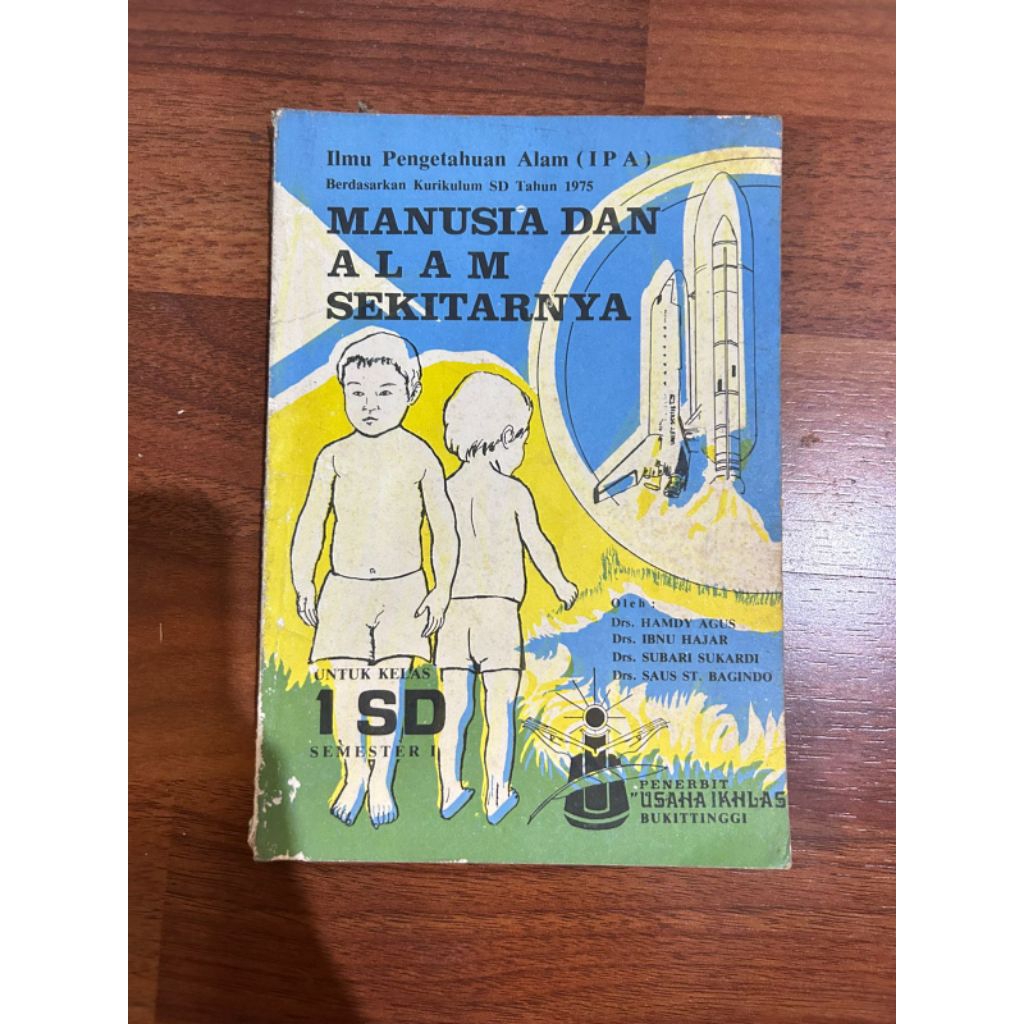 Ilmu Pengetahuan Alam (IPA)
Berdasarkan Kurikulum SD Tahun 1975
MANUSIA DAN
ALAM
SEKITARNYA
Oleh :
Drs. HAMDY AGUS
Drs. IBNU HAJAR
Drs. SUBARI SUKARDI
Drs. SAUS ST. BAGINDO
UNTUK KELAS
1 SD
SEMESTER I
PENERBIT
"USAHA IKHLAS
BUKITTINGGI